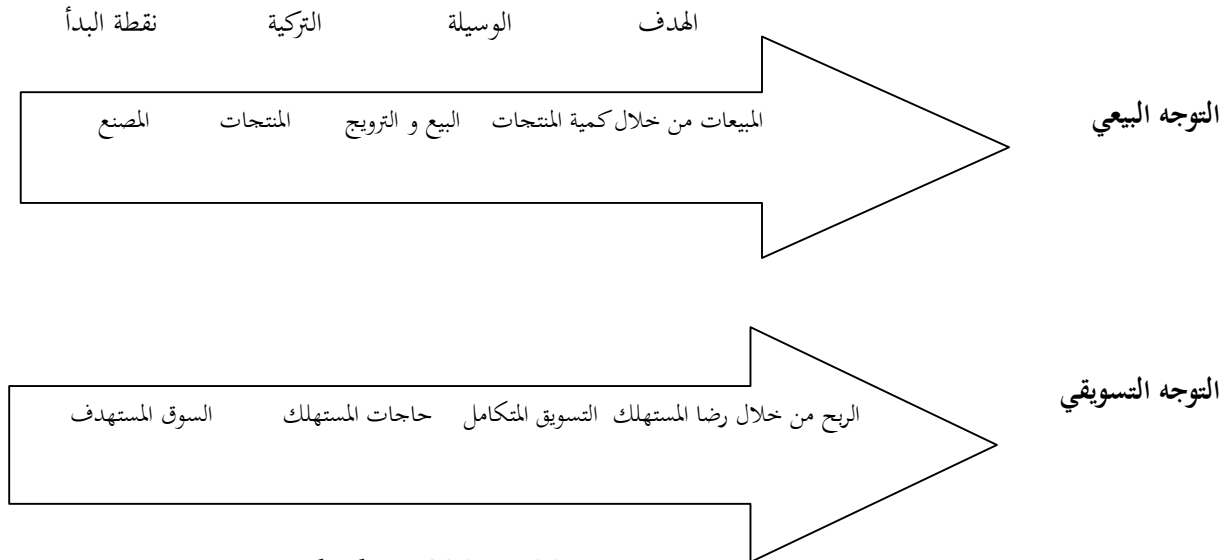 الهدف الوسيلة التركية نقطة البدأ
التوجه البيعي
المبيعات من خلال كمية المنتجات البيع و الترويج المنتجات المصنع
التوجه التسويقي
الربح من خلال رضا المستهلك التسويق المتكامل حاجات المستهلك السوق المستهدف